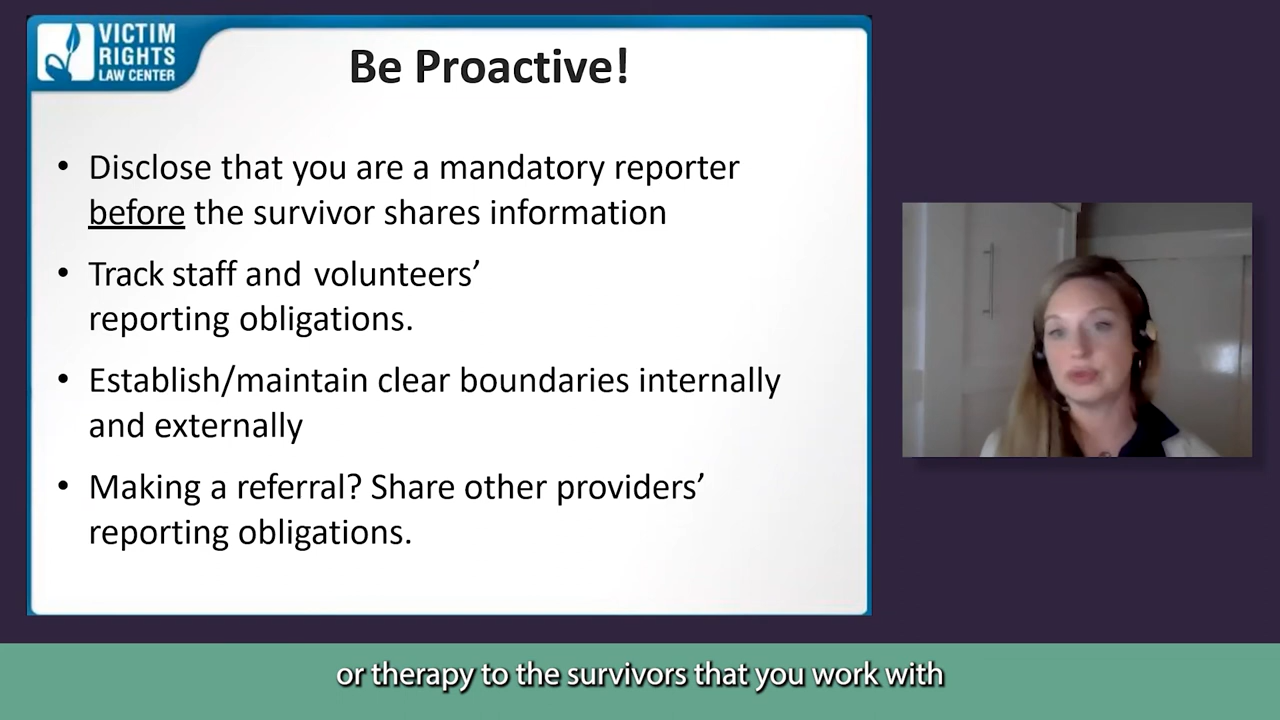 VICTIM
RIGHTS
LAW CENTER
Be Proactive!
• Disclose that you are a mandatory reporter
before the survivor shares information
• Track staff and volunteers’
reporting obligations.
• Establish/maintain clear boundaries internally
and externally
• Making a referral? Share other providers’
reporting obligations.
or therapy to the survivors that you work with